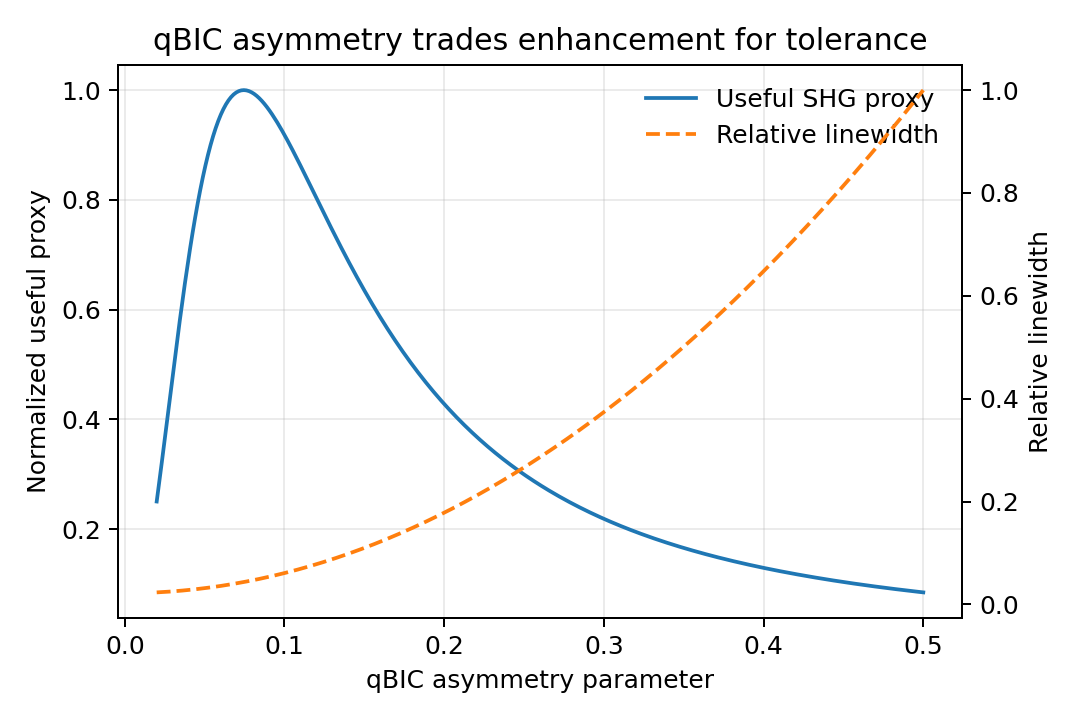 qBIC asymmetry trades enhancement for tolerance
Useful SHG proxy
Relative linewidth
Normalized useful proxy
1.0
0.8
0.6
0.4
0.2
1.0
0.8
0.6
0.4
0.2
0.0
Relative linewidth
0.0 0.1 0.2 0.3 0.4 0.5
qBIC asymmetry parameter